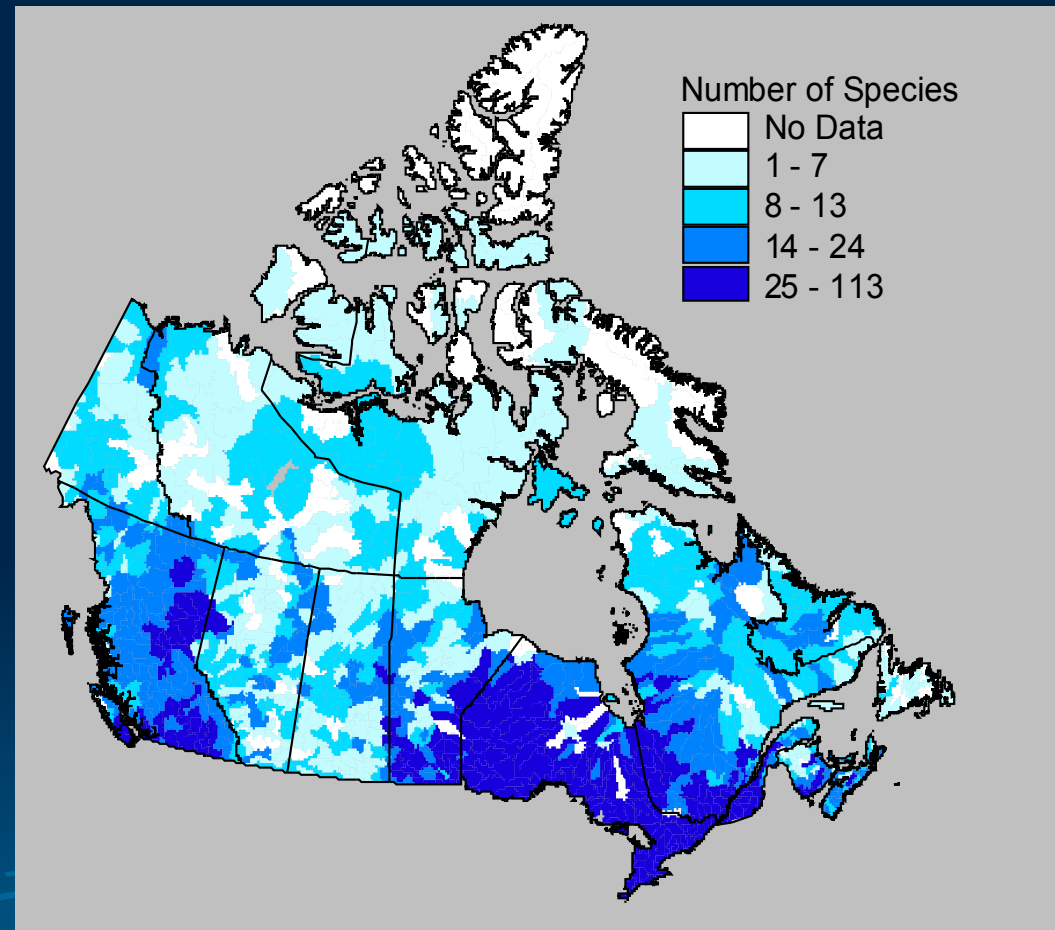 Number of Species
No Data
1 - 7
8 - 13
14 - 24
25 - 113